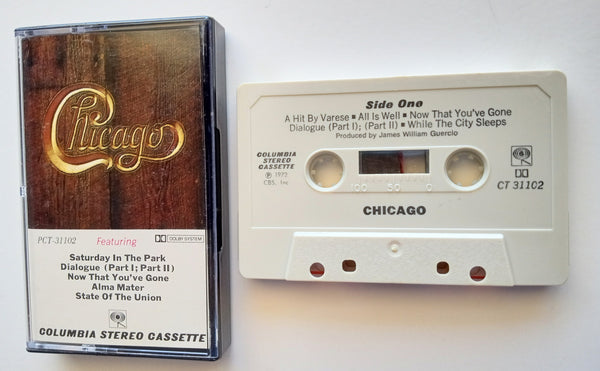 Chicago
PCT-31102 Featuring DOLBY SYSTEM
Saturday In The Park
Dialogue (Part I; Part II)
Now That You've Gone
Alma Mater
State Of The Union
COLUMBIA STEREO CASSETTE
Side One
A Hit By Varese ▪ All Is Well ▪ Now That You've Gone
Dialogue (Part I); (Part II) ▪ While The City Sleeps
Produced by James William Guercio
COLUMBIA
STEREO
CASSETTE
℗ 1972
CBS, Inc
100 50 0
CT 31102
CHICAGO